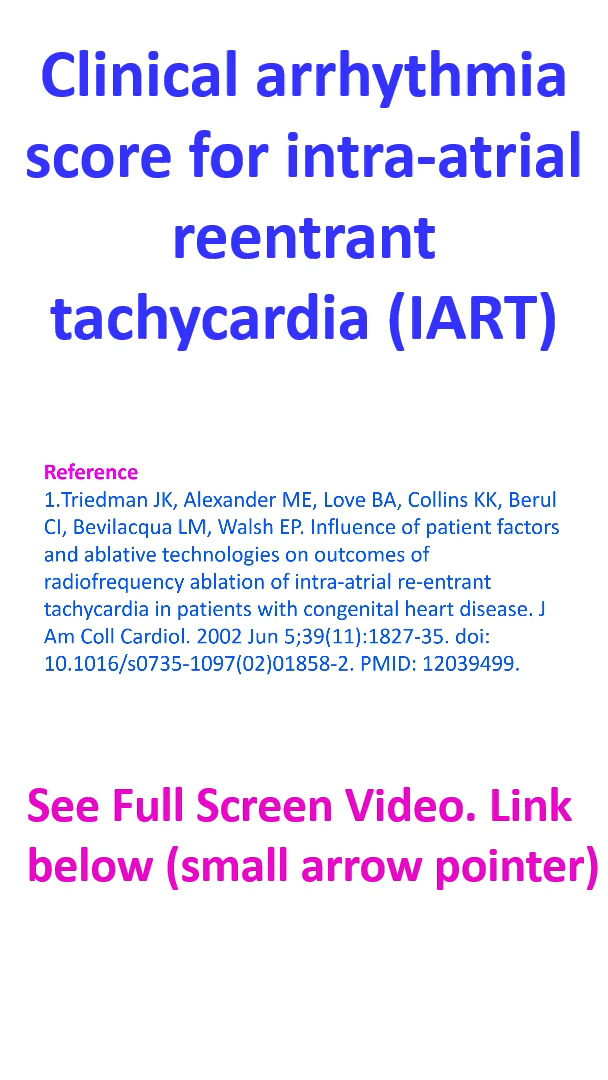 Clinical arrhythmia
score for intra-atrial
reentrant
tachycardia (IART)
Reference
1.Triedman JK, Alexander ME, Love BA, Collins KK, Berul
CI, Bevilacqua LM, Walsh EP. Influence of patient factors
and ablative technologies on outcomes of
radiofrequency ablation of intra-atrial re-entrant
tachycardia in patients with congenital heart disease. J
Am Coll Cardiol. 2002 Jun 5;39(11):1827-35. doi:
10.1016/s0735-1097(02)01858-2. PMID: 12039499.
See Full Screen Video. Link
below (small arrow pointer)